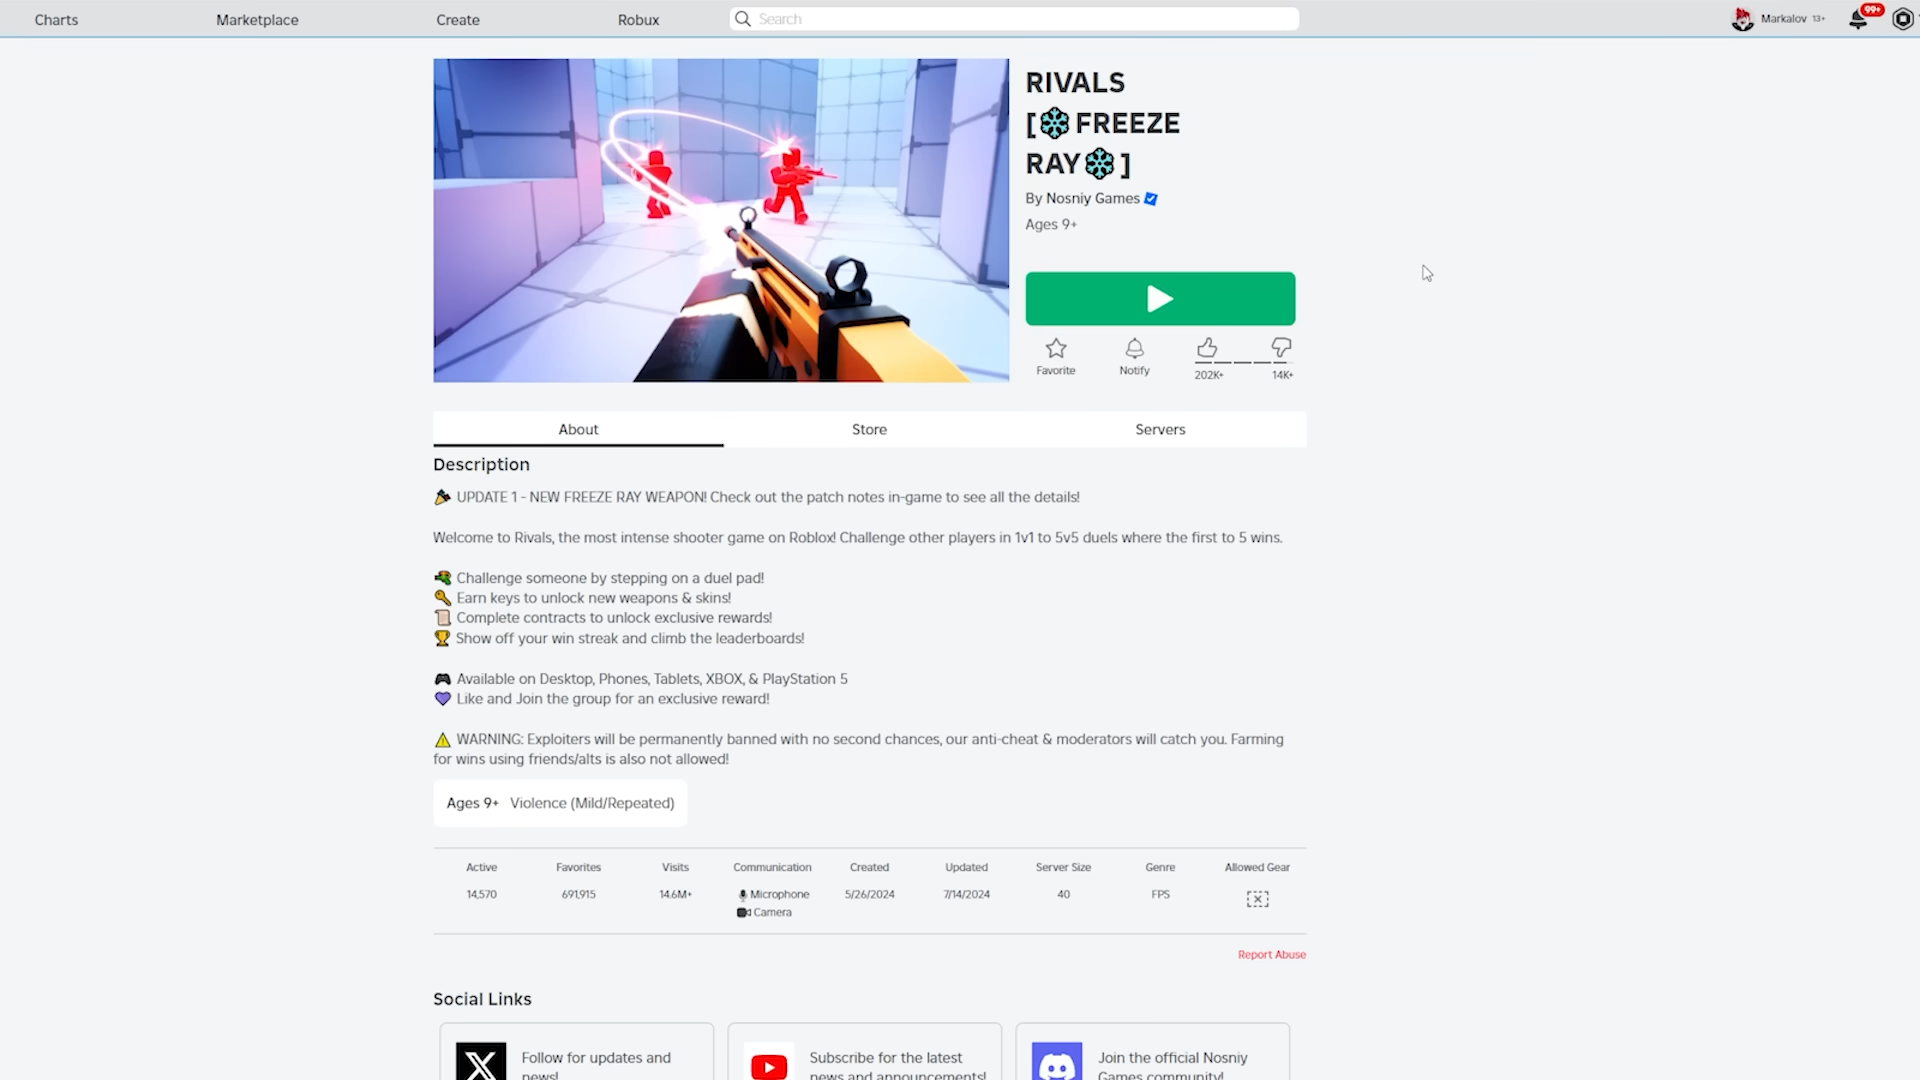 Charts
Marketplace
Create
Robux
Search
Markalov 13+
99+
RIVALS
[❄FREEZE
RAY❄]
By Nosniy Games
Ages 9+
Favorite
Notify
202K+
14K+
About
Store
Servers
Description
🎉 UPDATE 1 - NEW FREEZE RAY WEAPON! Check out the patch notes in-game to see all the details!
Welcome to Rivals, the most intense shooter game on Roblox! Challenge other players in 1v1 to 5v5 duels where the first to 5 wins.
🔫 Challenge someone by stepping on a duel pad!
🔑 Earn keys to unlock new weapons & skins!
📜 Complete contracts to unlock exclusive rewards!
🏆 Show off your win streak and climb the leaderboards!
🎮 Available on Desktop, Phones, Tablets, XBOX, & PlayStation 5
💜 Like and Join the group for an exclusive reward!
⚠ WARNING: Exploiters will be permanently banned with no second chances, our anti-cheat & moderators will catch you. Farming
for wins using friends/alts is also not allowed!
Ages 9+ Violence (Mild/Repeated)
Active
Favorites
Visits
Communication
Created
Updated
Server Size
Genre
Allowed Gear
14,570
691,915
14.6M+
Microphone
Camera
5/26/2024
7/14/2024
40
FPS
Report Abuse
Social Links
Follow for updates and
news!
Subscribe for the latest
news and announcements!
Join the official Nosniy
Games community!